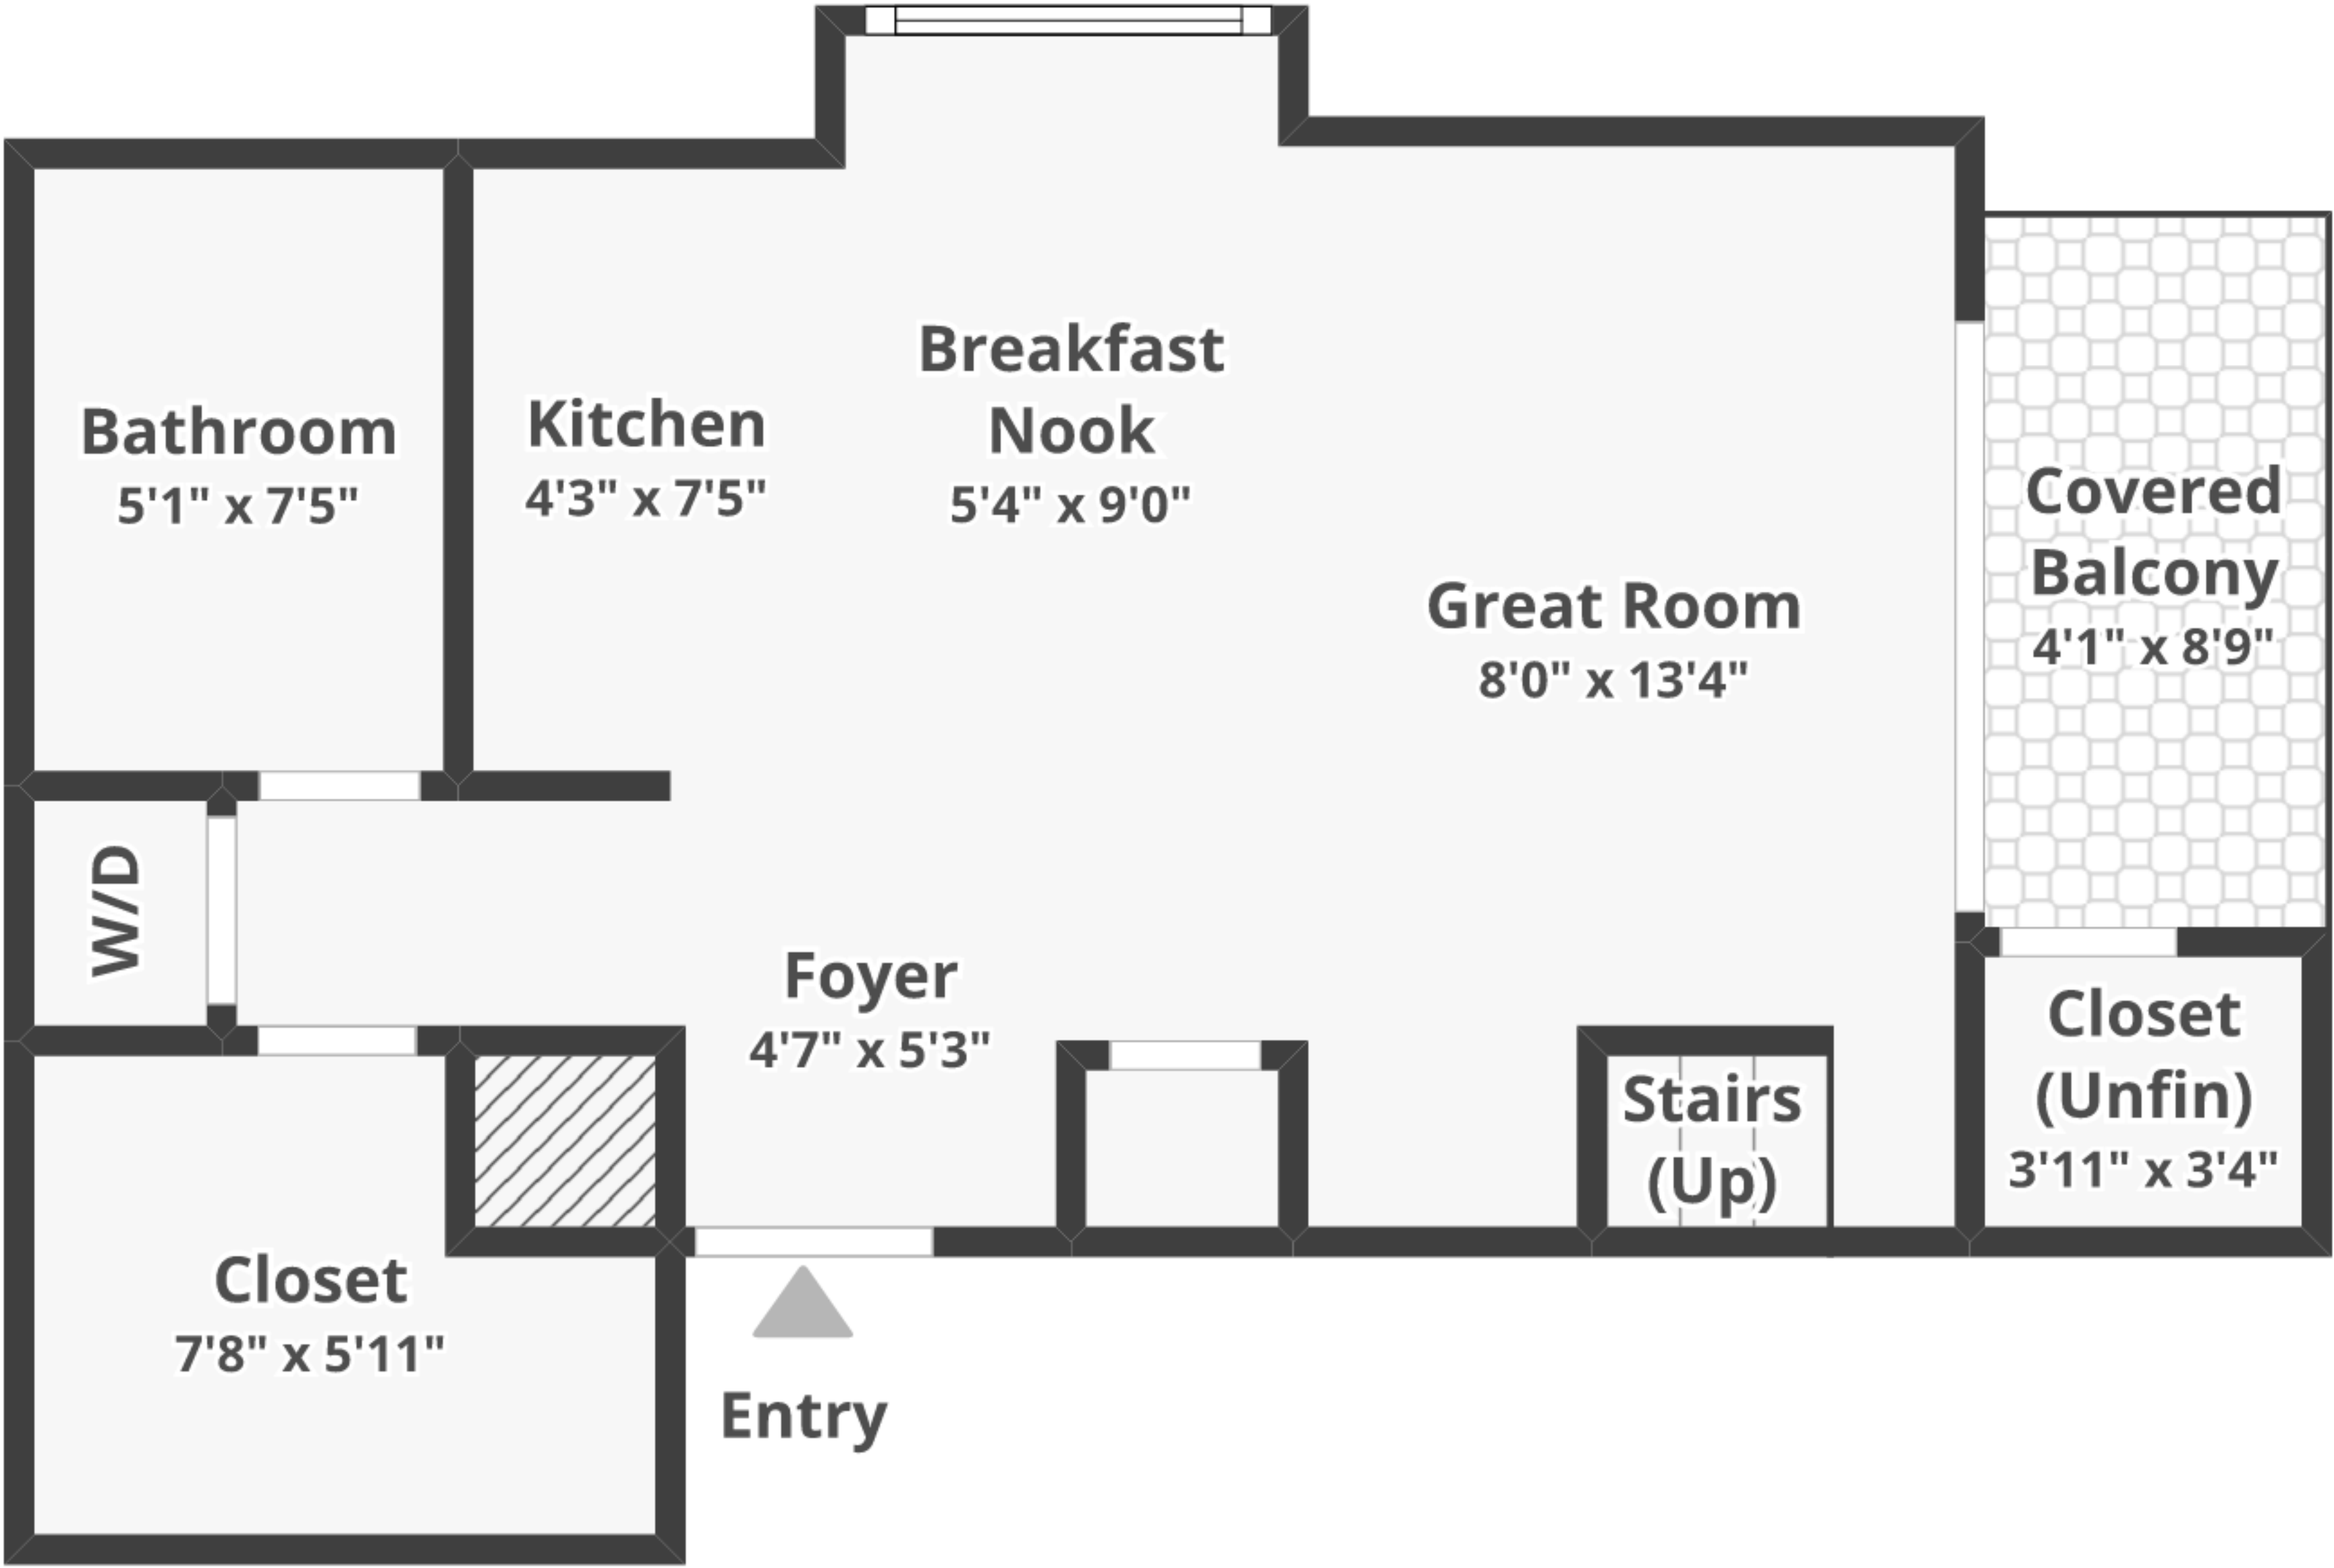 Breakfast
Nook
5'4" x 9'0"
Bathroom
5'1" x 7'5"
Kitchen
4'3" x 7'5"
Great Room
8'0" x 13'4"
Covered
Balcony
4'1" x 8'9"
W/D
Foyer
4'7" x 5'3"
Stairs
(Up)
Closet
(Unfin)
3'11" x 3'4"
Closet
7'8" x 5'11"
Entry